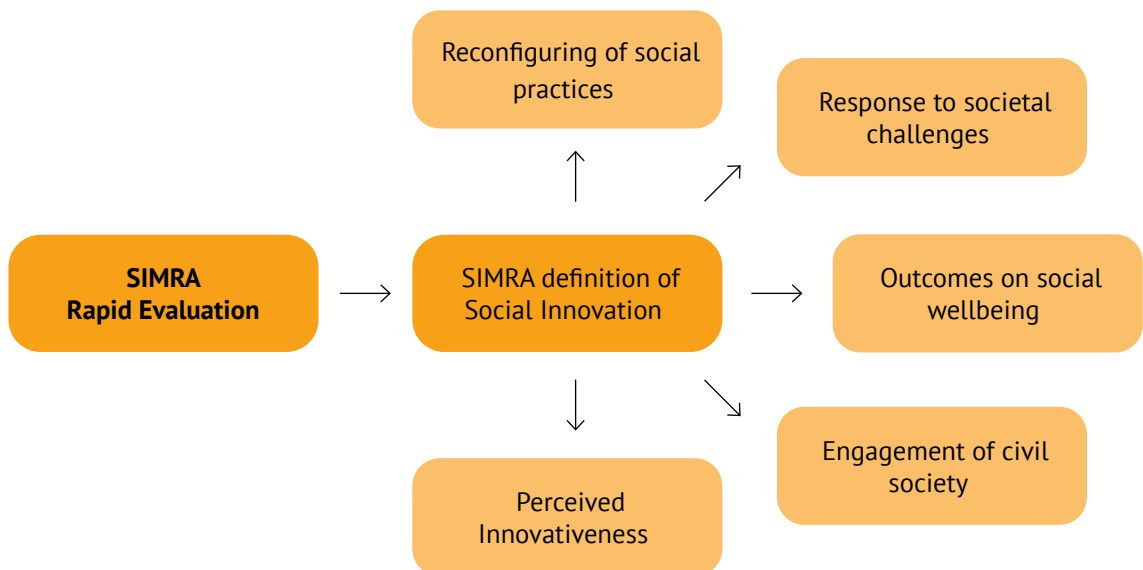 Reconfiguring of social
practices
Response to societal
challenges
SIMRA
Rapid Evaluation
SIMRA definition of
Social Innovation
Outcomes on social
wellbeing
Engagement of civil
society
Perceived
Innovativeness